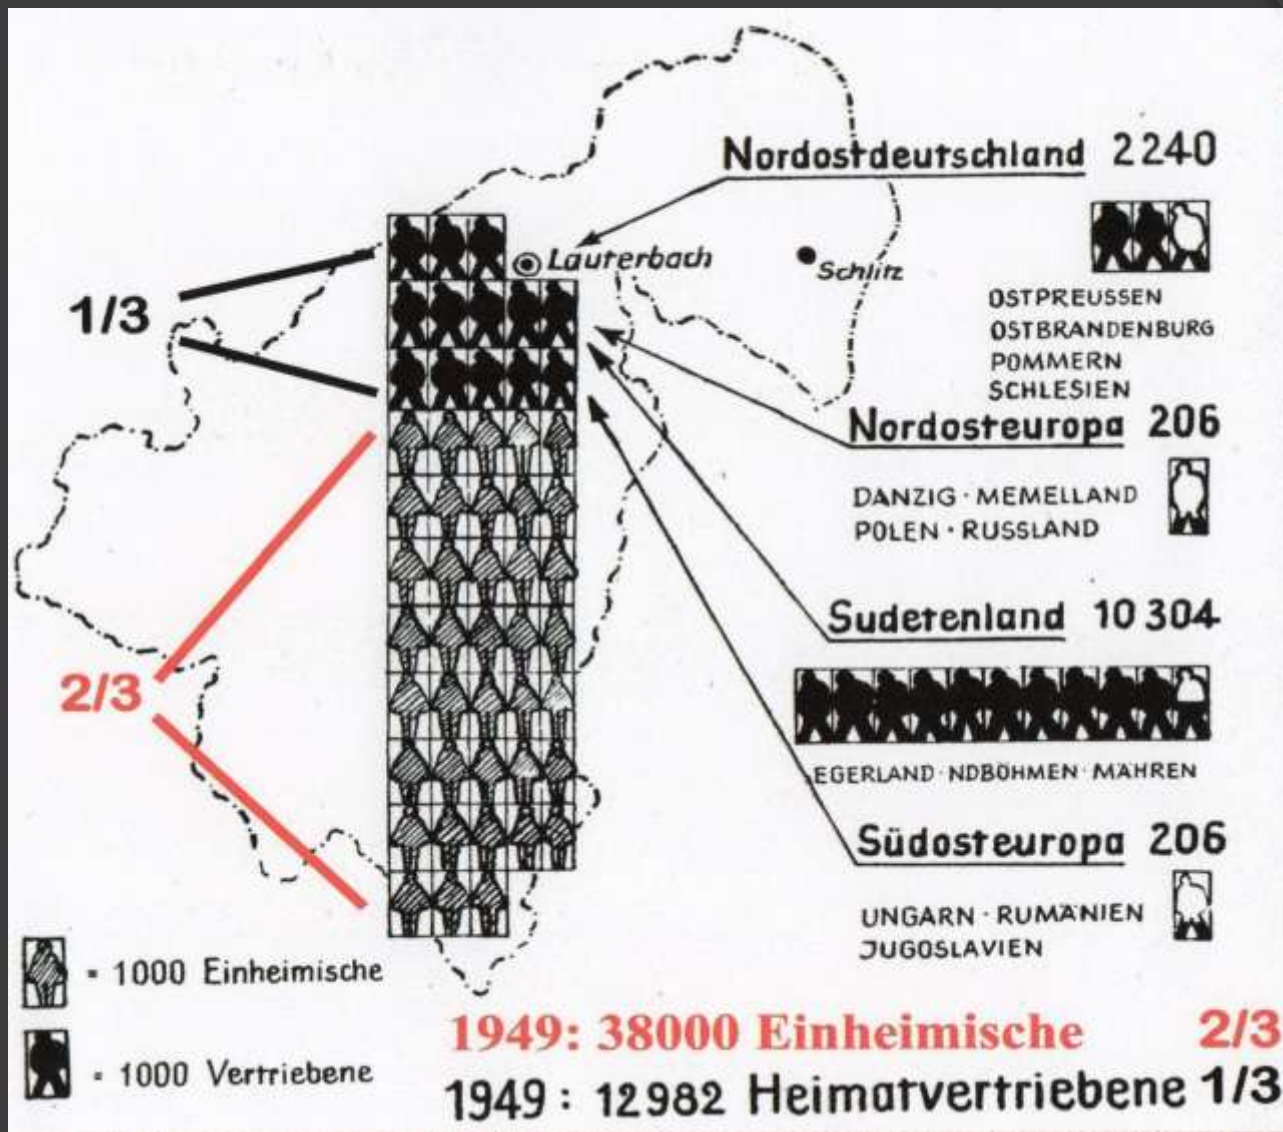 Nordostdeutschland 2240
Lauterbach
Schlitz
1/3
OSTPREUSSEN
OSTBRANDENBURG
POMMERN
SCHLESIEN
Nordosteuropa 206
DANZIG · MEMELLAND
POLEN · RUSSLAND
Sudetenland 10 304
2/3
EGERLAND · NDBÖHMEN · MÄHREN
Südosteuropa 206
UNGARN · RUMÄNIEN
JUGOSLAVIEN
= 1000 Einheimische
= 1000 Vertriebene
1949: 38000 Einheimische 2/3
1949: 12982 Heimatvertriebene 1/3